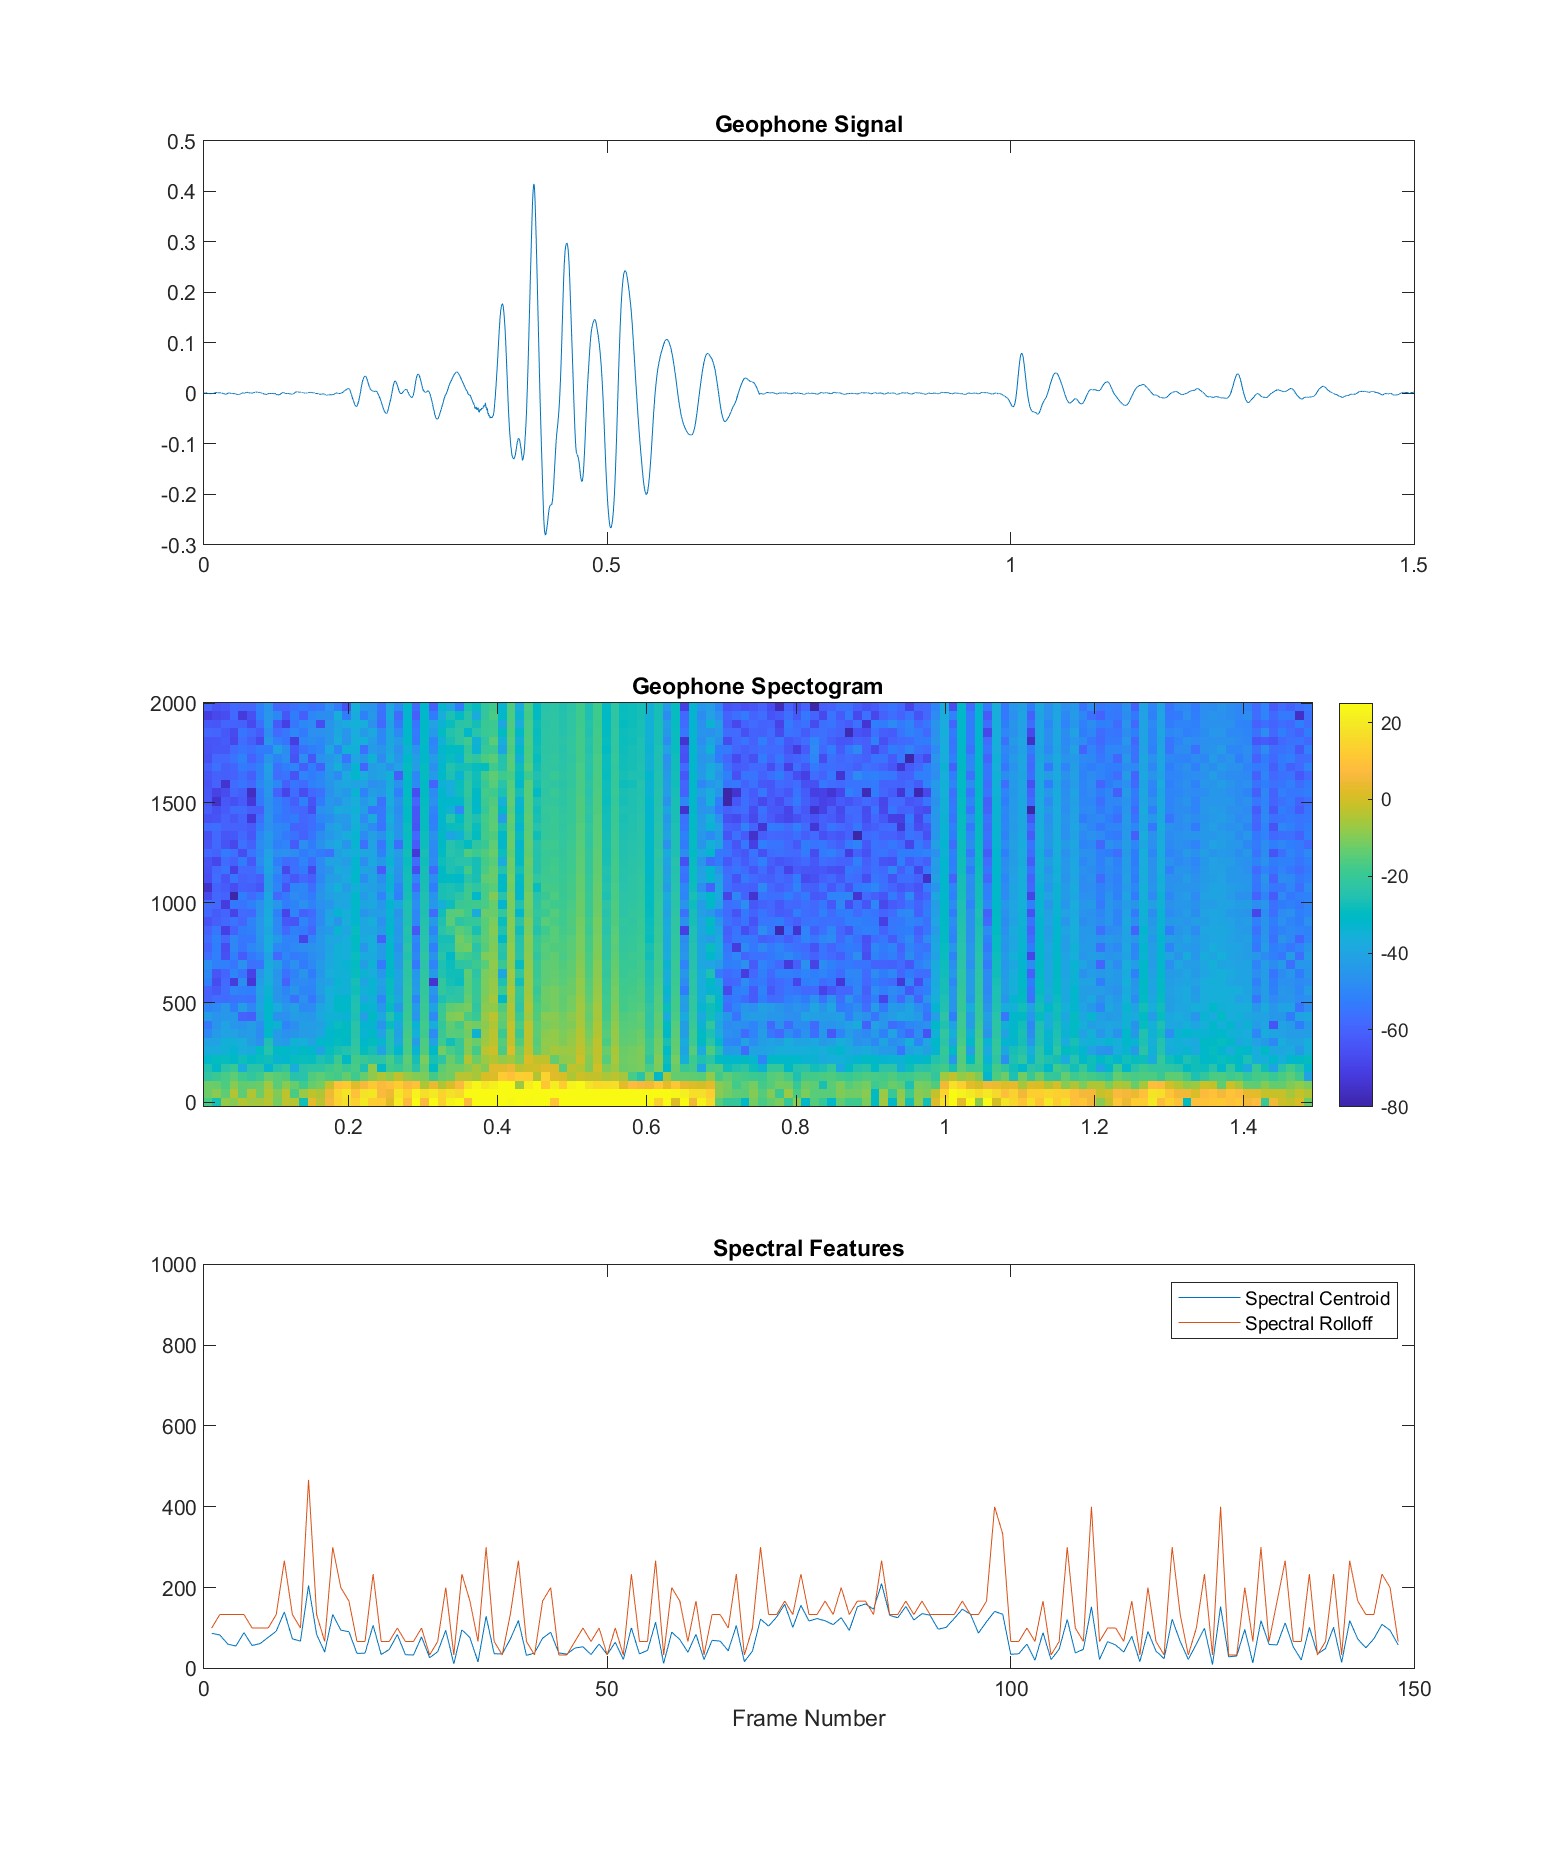 Geophone Signal
0.5
0.4
0.3
0.2
0.1
0
-0.1
-0.2
-0.3
0 0.5 1 1.5
Geophone Spectogram
2000
1500
1000
500
0
20
0
-20
-40
-60
-80
0.2 0.4 0.6 0.8 1 1.2 1.4
Spectral Features
1000
800
600
400
200
0
Spectral Centroid
Spectral Rolloff
0 50 100 150
Frame Number